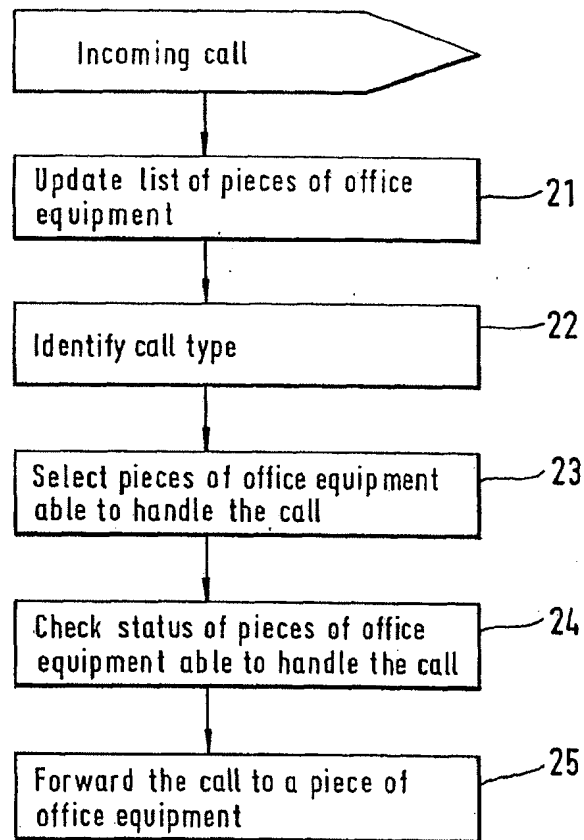 Incoming call
Update list of pieces of office
equipment
21
Identify call type
22
Select pieces of office equipment
able to handle the call
23
Check status of pieces of office
equipment able to handle the call
24
Forward the call to a piece of
office equipment
25